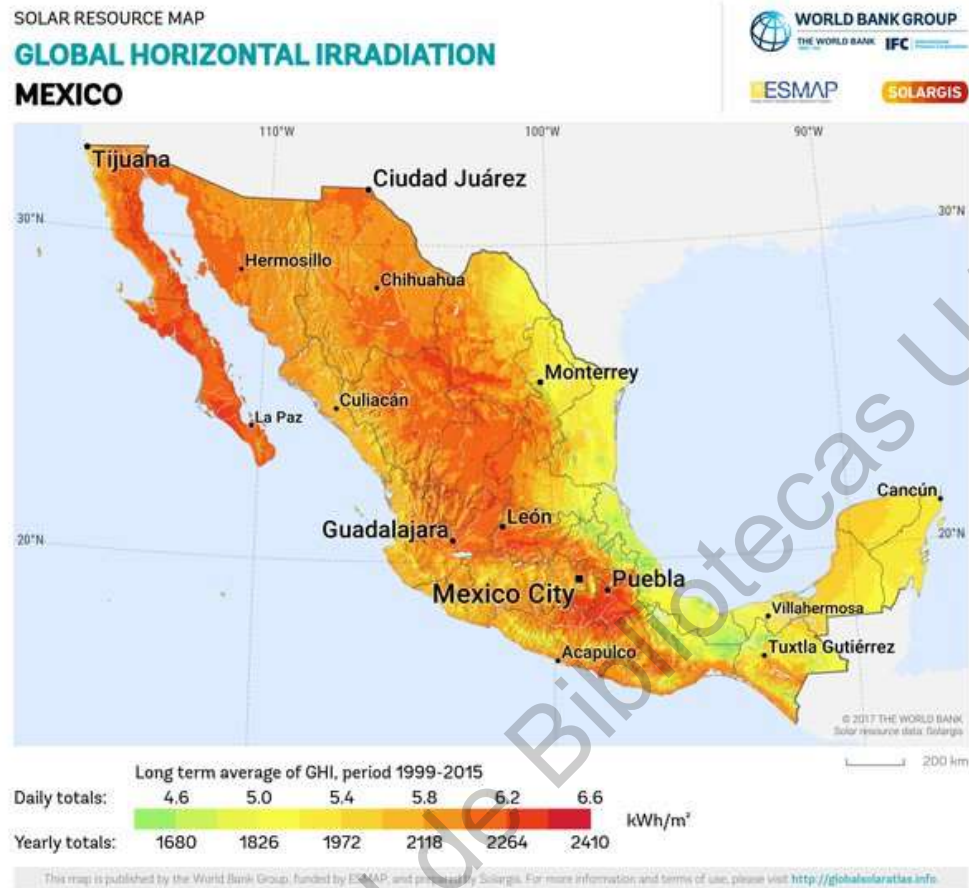 SOLAR RESOURCE MAP
GLOBAL HORIZONTAL IRRADIATION
MEXICO
WORLD BANK GROUP
THE WORLD BANK IFC
ESMAP SOLARGIS
110°W 100°W 90°W
Tijuana
Ciudad Juárez
30°N 30°N
Hermosillo
Chihuahua
Monterrey
Culiacán
La Paz
Cancún
León
Guadalajara
20°N 20°N
Mexico City Puebla
Villahermosa
Tuxtla Gutiérrez
Acapulco
© 2017 THE WORLD BANK
Solar resource data: Solargis
200 km
Long term average of GHI, period 1999-2015
Daily totals: 4.6 5.0 5.4 5.8 6.2 6.6
kWh/m²
Yearly totals: 1680 1826 1972 2118 2264 2410
This map is published by the World Bank Group, funded by ESMAP, and prepared by Solargis. For more information and terms of use, please visit http://globalsolaratlas.info.
de Bibliotecas U